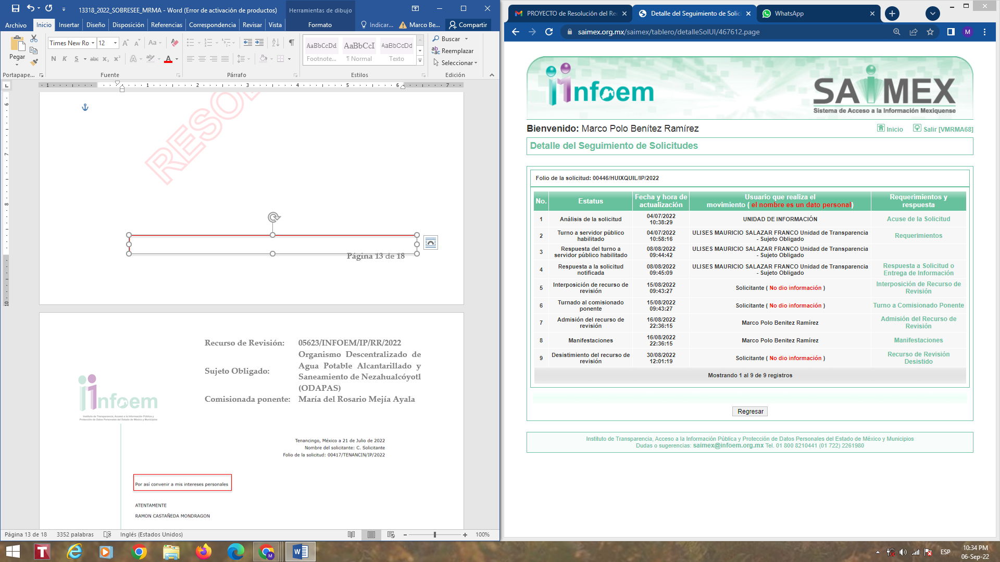 13318_2022_SOBRESEE_MRMA - Word (Error de activación de productos)
Herramientas de dibujo
Archivo Inicio Insertar Diseño Disposición Referencias Correspondencia Revisar Vista Formato Indicar... Marco Be... Compartir
Pegar
Times New Ro 12
AaBbCcDd AaBbCcI AaBbCcDd
Footnote... ¶ Normal Texto
Buscar
Reemplazar
Seleccionar
Portapape... Fuente Párrafo Estilos Edición
RESOL
Página 13 de 18
Recurso de Revisión: 05623/INFOEM/IP/RR/2022
Sujeto Obligado: Organismo Descentralizado de
Agua Potable Alcantarillado y
Saneamiento de Nezahualcóyotl
(ODAPAS)
Comisionada ponente: María del Rosario Mejía Ayala
infoem
Instituto de Transparencia, Acceso a la Información Pública y
Protección de Datos Personales del Estado de México y Municipios
Tenancingo, México a 21 de Julio de 2022
Nombre del solicitante: C. Solicitante
Folio de la solicitud: 00417/TENANCIN/IP/2022
Por así convenir a mis intereses personales
ATENTAMENTE
RAMON CASTAÑEDA MONDRAGON
Página 13 de 18 3352 palabras Inglés (Estados Unidos) 100%
PROYECTO de Resolución del Re
Detalle del Seguimiento de Solici
WhatsApp
saimex.org.mx/saimex/tablero/detalleSolUI/467612.page
infoem
SAIMEX
Sistema de Acceso a la Información Mexiquense
Bienvenido: Marco Polo Benítez Ramírez
Inicio Salir [VMRMA68]
Detalle del Seguimiento de Solicitudes
Folio de la solicitud: 00446/HUIXQUIL/IP/2022
No. Estatus Fecha y hora de actualización Usuario que realiza el movimiento ( el nombre es un dato personal) Requerimientos y respuesta
1 Análisis de la solicitud 04/07/2022 10:38:29 UNIDAD DE INFORMACIÓN Acuse de la Solicitud
2 Turno a servidor público habilitado 04/07/2022 10:58:16 ULISES MAURICIO SALAZAR FRANCO Unidad de Transparencia - Sujeto Obligado Requerimientos
3 Respuesta del turno a servidor público habilitado 08/08/2022 09:44:42 ULISES MAURICIO SALAZAR FRANCO Unidad de Transparencia - Sujeto Obligado
4 Respuesta a la solicitud notificada 08/08/2022 09:45:09 ULISES MAURICIO SALAZAR FRANCO Unidad de Transparencia - Sujeto Obligado Respuesta a Solicitud o Entrega de Información
5 Interposición de recurso de revisión 15/08/2022 09:43:27 Solicitante ( No dio información ) Interposición de Recurso de Revisión
6 Turnado al comisionado ponente 15/08/2022 09:43:27 Solicitante ( No dio información ) Turno a Comisionado Ponente
7 Admisión del recurso de revisión 16/08/2022 22:36:15 Marco Polo Benitez Ramírez Admisión del Recurso de Revisión
8 Manifestaciones 16/08/2022 22:36:15 Marco Polo Benitez Ramírez Manifestaciones
9 Desistimiento del recurso de revisión 30/08/2022 12:01:19 Solicitante ( No dio información ) Recurso de Revisión Desistido
Mostrando 1 al 9 de 9 registros
Regresar
Instituto de Transparencia, Acceso a la Información Pública y Protección de Datos Personales del Estado de México y Municipios
Dudas o sugerencias: saimex@infoem.org.mx Tel. 01 800 8210441 (01 722) 2261980
ESP
10:34 PM
06-Sep-22